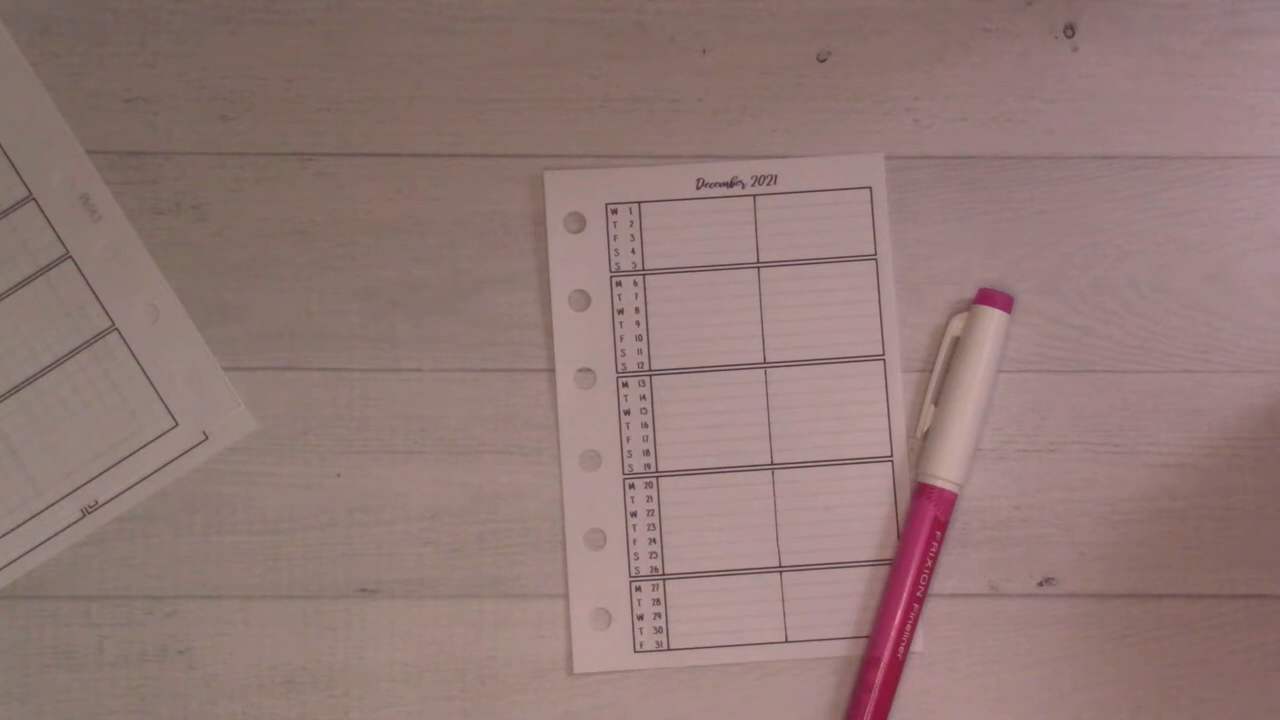 December 2021
W 1
T 2
F 3
S 4
S 5
M 6
T 7
W 8
T 9
F 10
S 11
S 12
M 13
T 14
W 15
T 16
F 17
S 18
S 19
M 20
T 21
W 22
T 23
F 24
S 25
S 26
M 27
T 28
W 29
T 30
F 31
FRIXION Fineliner